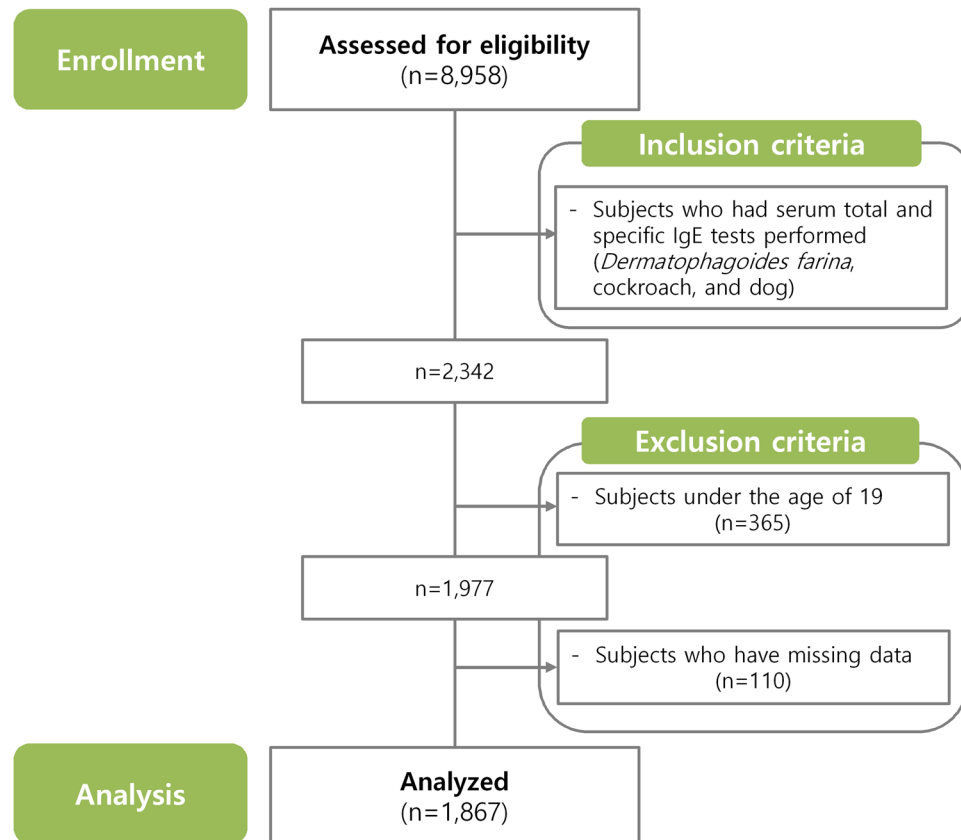 Enrollment
Assessed for eligibility
(n=8,958)
Inclusion criteria
- Subjects who had serum total and
specific IgE tests performed
(Dermatophagoides farina,
cockroach, and dog)
n=2,342
Exclusion criteria
- Subjects under the age of 19
(n=365)
n=1,977
- Subjects who have missing data
(n=110)
Analysis
Analyzed
(n=1,867)